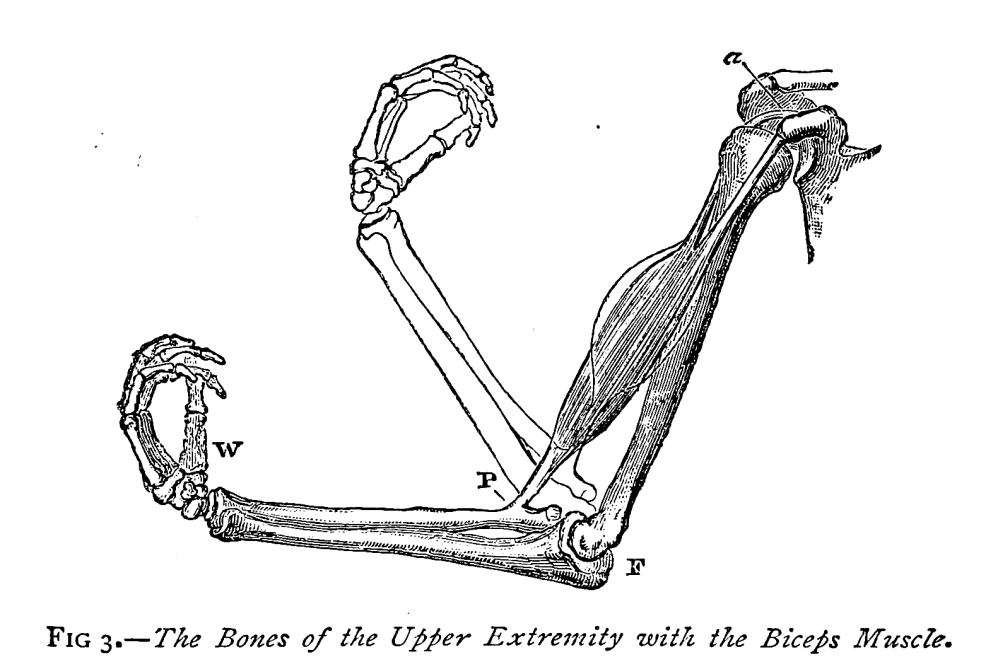 a
W
P
F
FIG 3.—The Bones of the Upper Extremity with the Biceps Muscle.